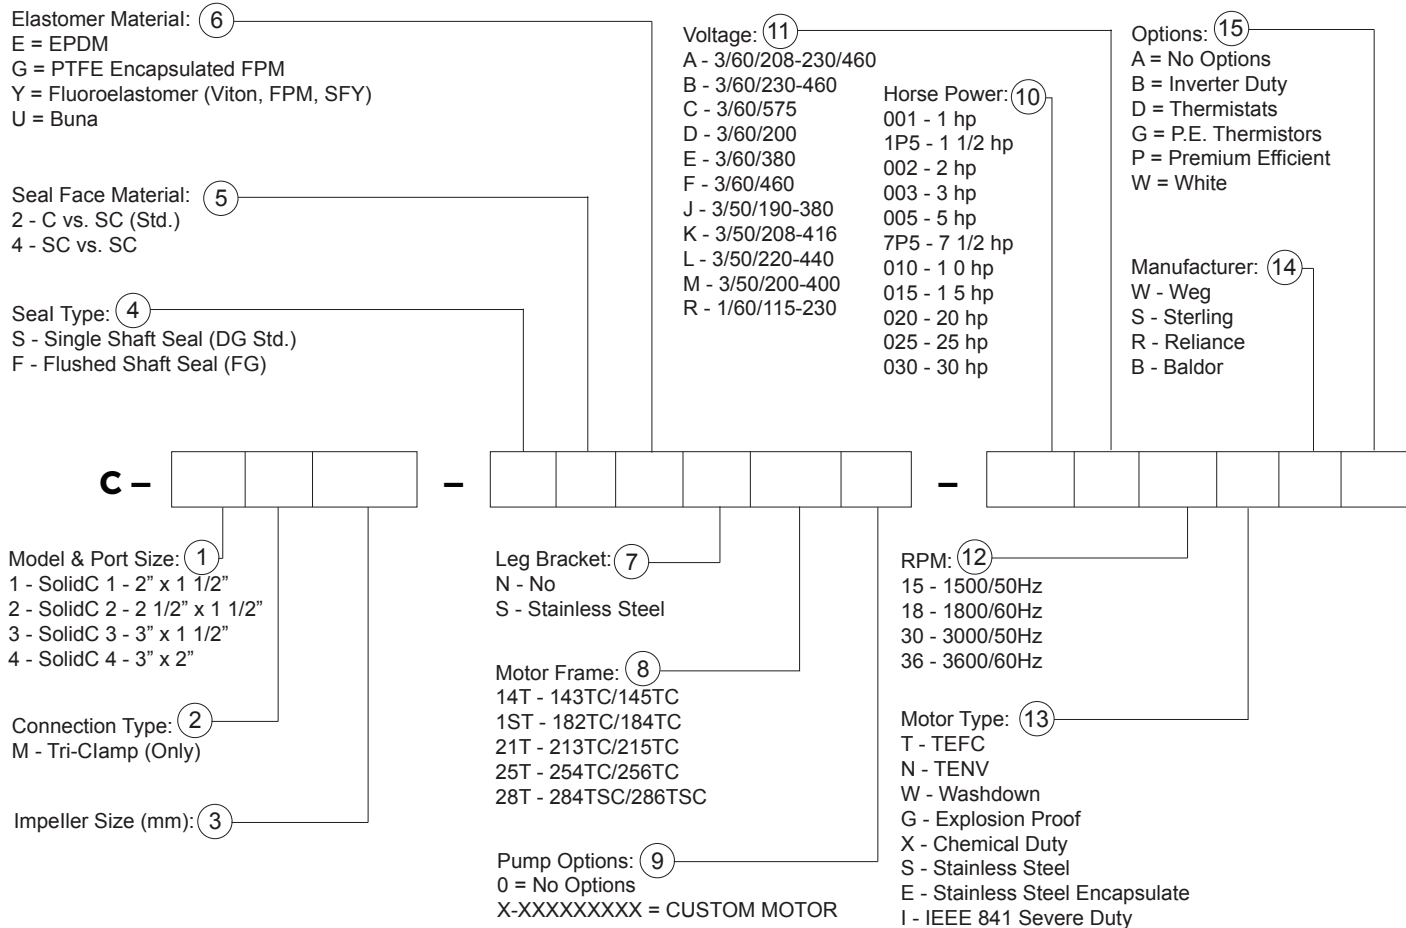 Elastomer Material: 6
E = EPDM
G = PTFE Encapsulated FPM
Y = Fluoroelastomer (Viton, FPM, SFY)
U = Buna
Seal Face Material: 5
2 - C vs. SC (Std.)
4 - SC vs. SC
Seal Type: 4
S - Single Shaft Seal (DG Std.)
F - Flushed Shaft Seal (FG)
Voltage: 11
A - 3/60/208-230/460
B - 3/60/230-460
C - 3/60/575
D - 3/60/200
E - 3/60/380
F - 3/60/460
J - 3/50/190-380
K - 3/50/208-416
L - 3/50/220-440
M - 3/50/200-400
R - 1/60/115-230
Horse Power: 10
001 - 1 hp
1P5 - 1 1/2 hp
002 - 2 hp
003 - 3 hp
005 - 5 hp
7P5 - 7 1/2 hp
010 - 1 0 hp
015 - 1 5 hp
020 - 20 hp
025 - 25 hp
030 - 30 hp
Options: 15
A = No Options
B = Inverter Duty
D = Thermistats
G = P.E. Thermistors
P = Premium Efficient
W = White
Manufacturer: 14
W - Weg
S - Sterling
R - Reliance
B - Baldor
C – – –
Model & Port Size: 1
1 - SolidC 1 - 2” x 1 1/2”
2 - SolidC 2 - 2 1/2” x 1 1/2”
3 - SolidC 3 - 3” x 1 1/2”
4 - SolidC 4 - 3” x 2”
Connection Type: 2
M - Tri-Clamp (Only)
Impeller Size (mm): 3
Leg Bracket: 7
N - No
S - Stainless Steel
Motor Frame: 8
14T - 143TC/145TC
1ST - 182TC/184TC
21T - 213TC/215TC
25T - 254TC/256TC
28T - 284TSC/286TSC
Pump Options: 9
0 = No Options
X-XXXXXXXXX = CUSTOM MOTOR
RPM: 12
15 - 1500/50Hz
18 - 1800/60Hz
30 - 3000/50Hz
36 - 3600/60Hz
Motor Type: 13
T - TEFC
N - TENV
W - Washdown
G - Explosion Proof
X - Chemical Duty
S - Stainless Steel
E - Stainless Steel Encapsulate
I - IEEE 841 Severe Duty